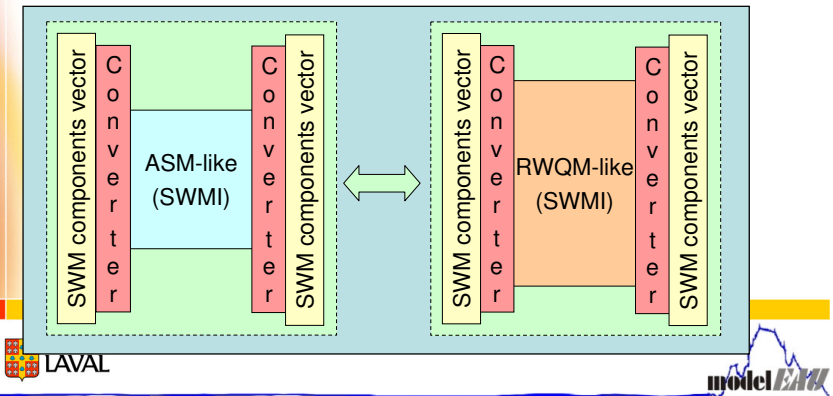 SWM components vector
Converter
ASM-like
(SWMI)
Converter
SWM components vector
SWM components vector
Converter
RWQM-like
(SWMI)
Converter
SWM components vector
LAVAL
modelEAU